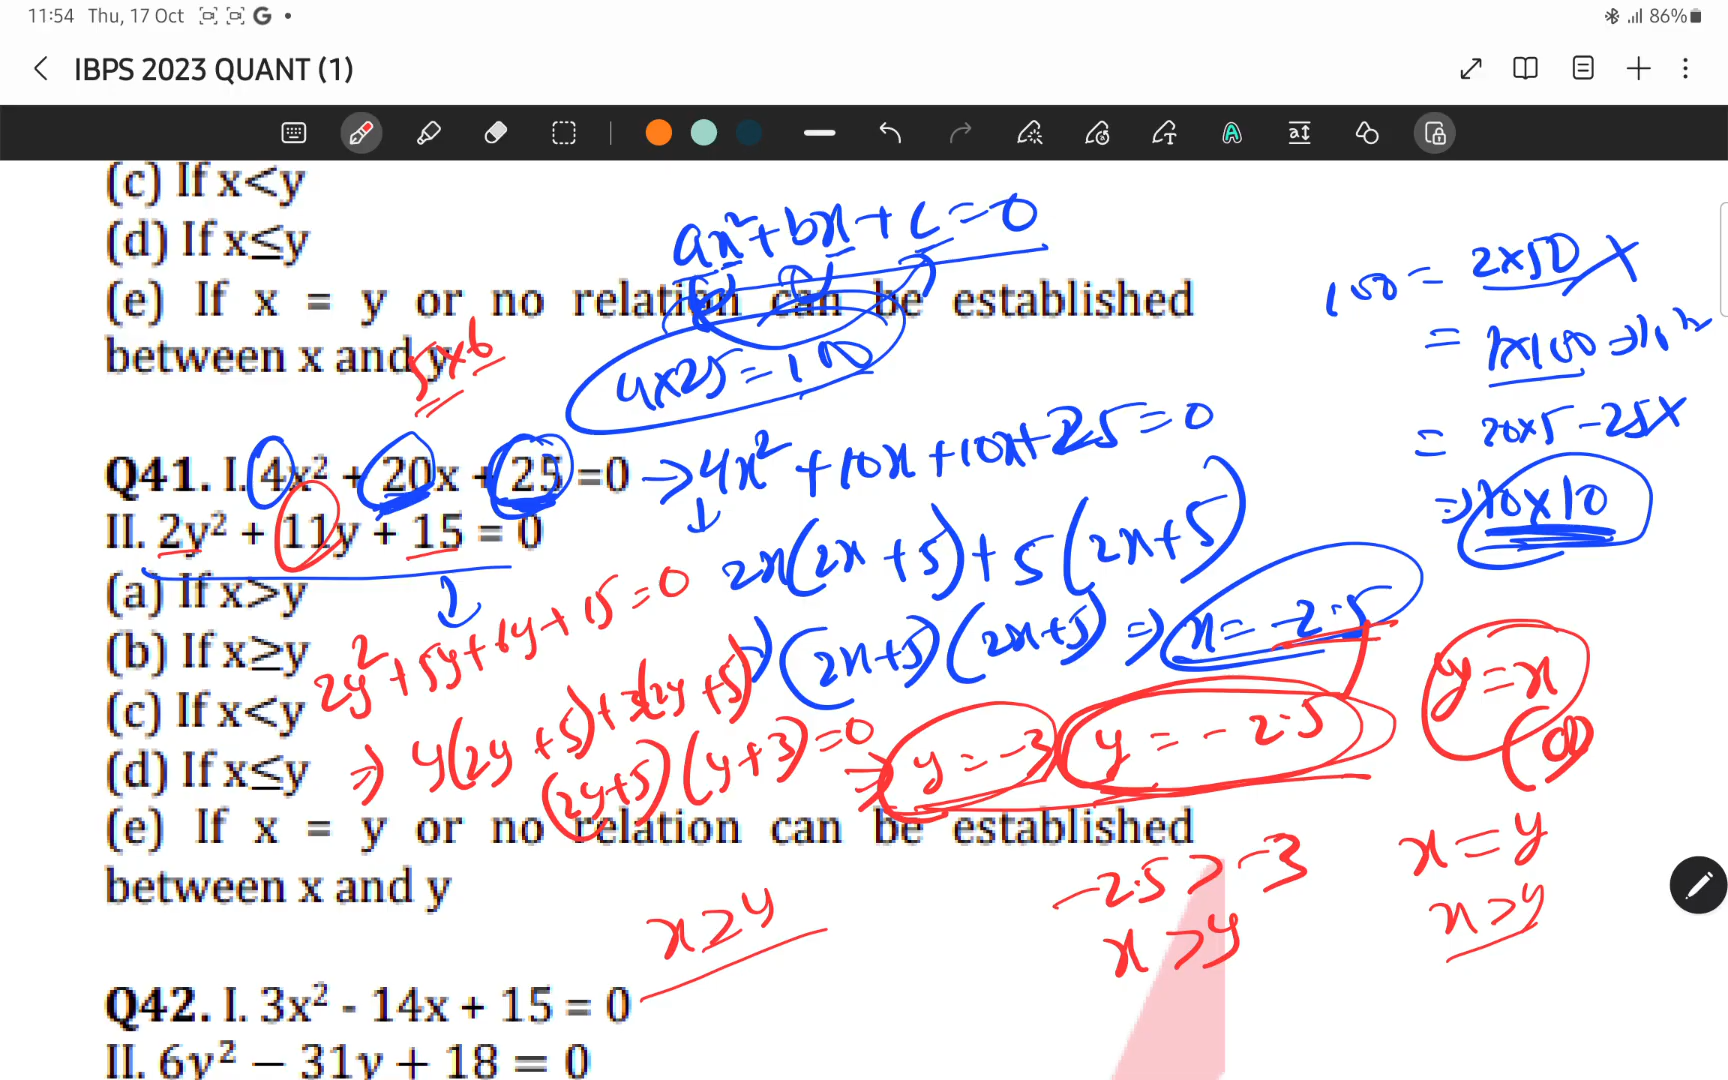 11:54 Thu, 17 Oct
86%
IBPS 2023 QUANT (1)
(c) If x<y
(d) If x≤y
(e) If x = y or no relation can be established
between x and y
ax²+bx+c=0
4x25=100
5x6
= 2x50 x
= 20x5-25x
=> 10x10
Q41. I. 4x² + 20x + 25 =0
→4x²+10x+10x+25=0
II. 2y² + 11y + 15 = 0
2x(2x+5)+5(2x+5)
(a) If x>y
2y²+5y+6y+15=0
(b) If x≥y
(2x+5)(2x+5) => x=-2.5
(c) If x<y
=> y(2y+5)+3(2y+5)
y=x
(d) If x≤y
(2y+5)(y+3)=0 => y=-3 y=-2.5
(e) If x = y or no relation can be established
between x and y
-2.5>-3
x=y
x≥y
x>y
x>y
Q42. I. 3x² - 14x + 15 = 0
II. 6y² – 31y + 18 = 0